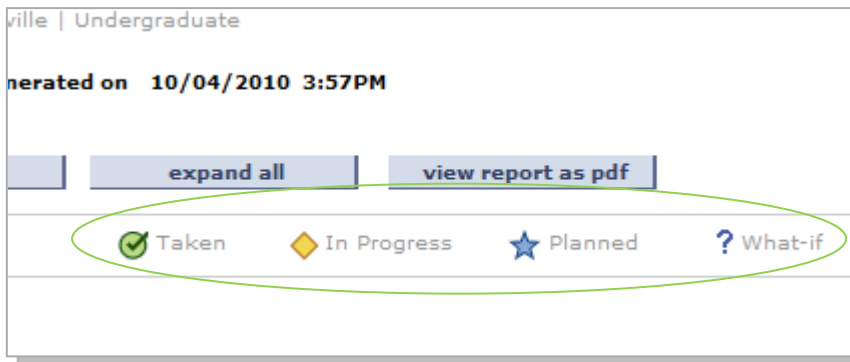 ville | Undergraduate
nerated on 10/04/2010 3:57PM
expand all view report as pdf
Taken In Progress Planned ? What-if